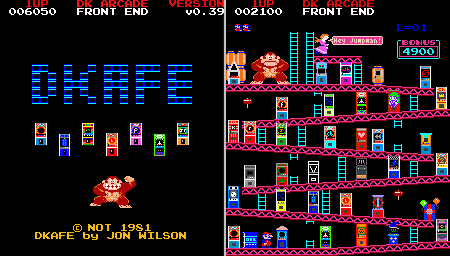 1UP DK ARCADE VERSION
006050 FRONT END v0.39
DKAFE
© NOT 1981
DKAFE by JON WILSON
1UP DK ARCADE
002100 FRONT END
L=01
Hey Jumpman!
BONUS
4900